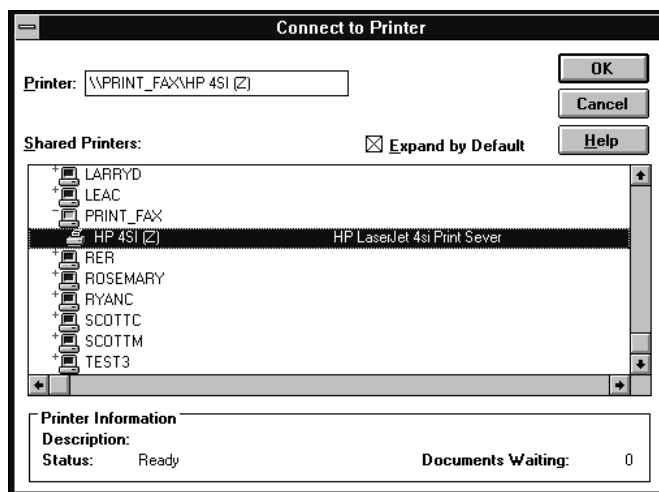 Connect to Printer
Printer: \\PRINT_FAX\HP 4SI (Z)
OK
Cancel
Help
Shared Printers:
Expand by Default
LARRYD
LEAC
PRINT_FAX
HP 4SI (Z) HP LaserJet 4si Print Sever
RER
ROSEMARY
RYANC
SCOTTC
SCOTTM
TEST3
Printer Information
Description:
Status: Ready Documents Waiting: 0